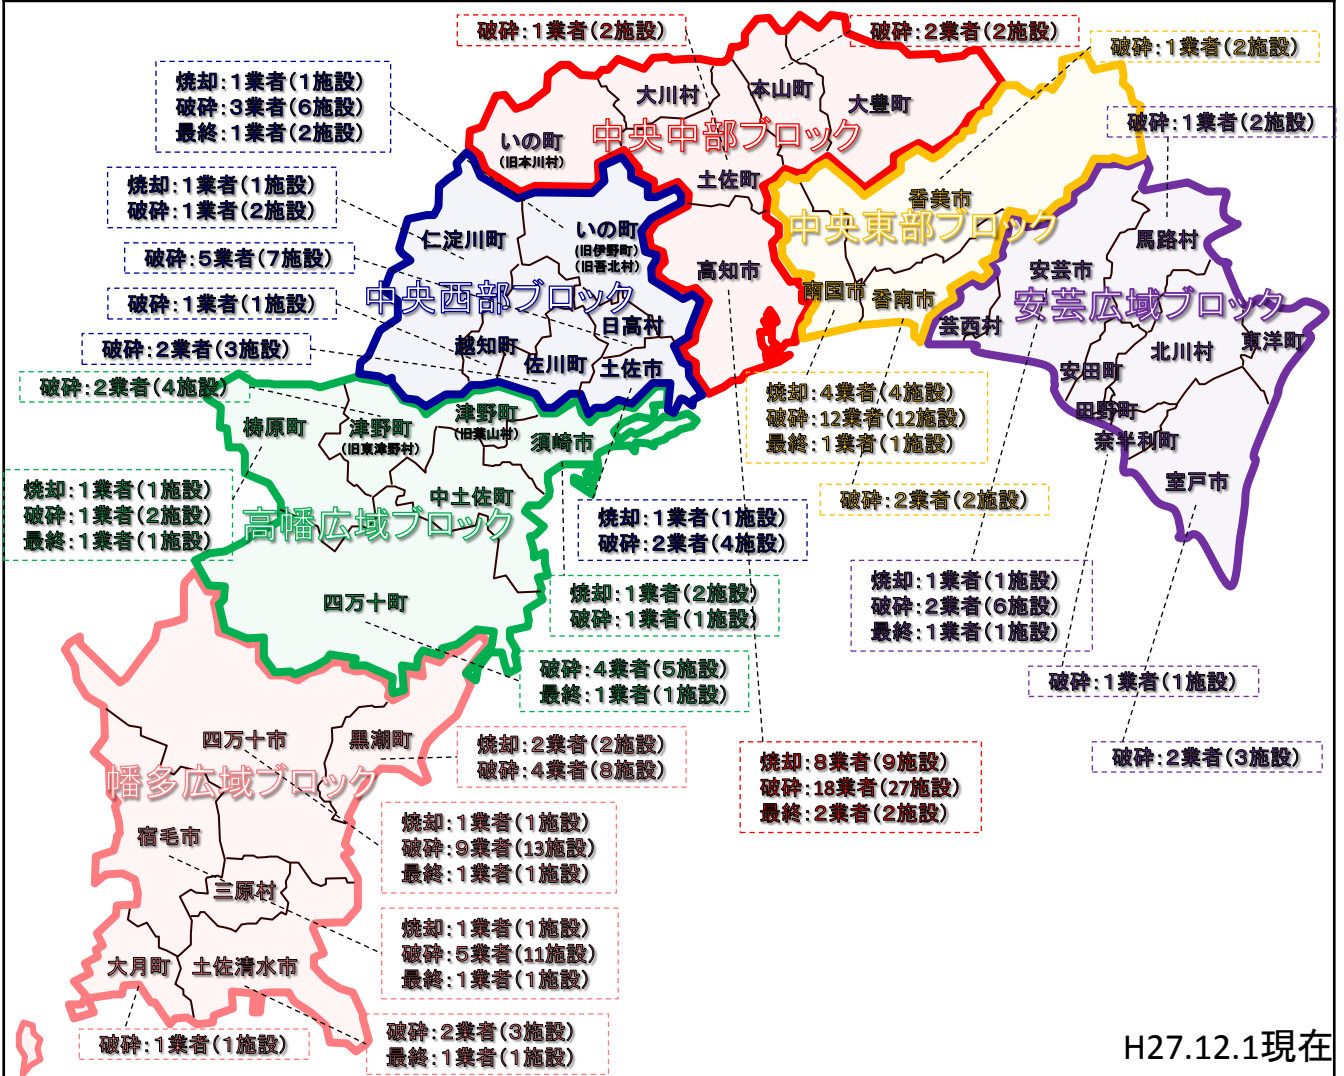 破砕：１業者（２施設）
破砕：２業者（２施設）
破砕：１業者（２施設）
焼却：１業者（１施設）
破砕：３業者（６施設）
最終：１業者（２施設）
破砕：１業者（２施設）
焼却：１業者（１施設）
破砕：１業者（２施設）
破砕：５業者（７施設）
破砕：１業者（１施設）
破砕：２業者（３施設）
破砕：２業者（４施設）
大川村
本山町
大豊町
いの町
（旧本川村）
中央中部ブロック
土佐町
高知市
香美市
中央東部ブロック
南国市
香南市
馬路村
安芸市
安芸広域ブロック
芸西村
北川村
東洋町
安田町
田野町
奈半利町
室戸市
仁淀川町
いの町
（旧伊野町）
（旧吾北村）
中央西部ブロック
日高村
越知町
佐川町
土佐市
梼原町
津野町
（旧東津野村）
津野町
（旧葉山村）
須崎市
中土佐町
高幡広域ブロック
四万十町
焼却：１業者（１施設）
破砕：１業者（２施設）
最終：１業者（１施設）
焼却：４業者（４施設）
破砕：12業者（12施設）
最終：１業者（１施設）
破砕：２業者（２施設）
焼却：１業者（１施設）
破砕：２業者（４施設）
焼却：１業者（２施設）
破砕：１業者（１施設）
焼却：１業者（１施設）
破砕：２業者（６施設）
最終：１業者（１施設）
破砕：４業者（５施設）
最終：１業者（１施設）
破砕：１業者（１施設）
破砕：２業者（３施設）
四万十市
黒潮町
幡多広域ブロック
宿毛市
三原村
大月町
土佐清水市
焼却：２業者（２施設）
破砕：４業者（８施設）
焼却：８業者（９施設）
破砕：18業者（27施設）
最終：２業者（２施設）
焼却：１業者（１施設）
破砕：９業者（13施設）
最終：１業者（１施設）
焼却：１業者（１施設）
破砕：５業者（11施設）
最終：１業者（１施設）
破砕：１業者（１施設）
破砕：２業者（３施設）
最終：１業者（１施設）
H27.12.1現在